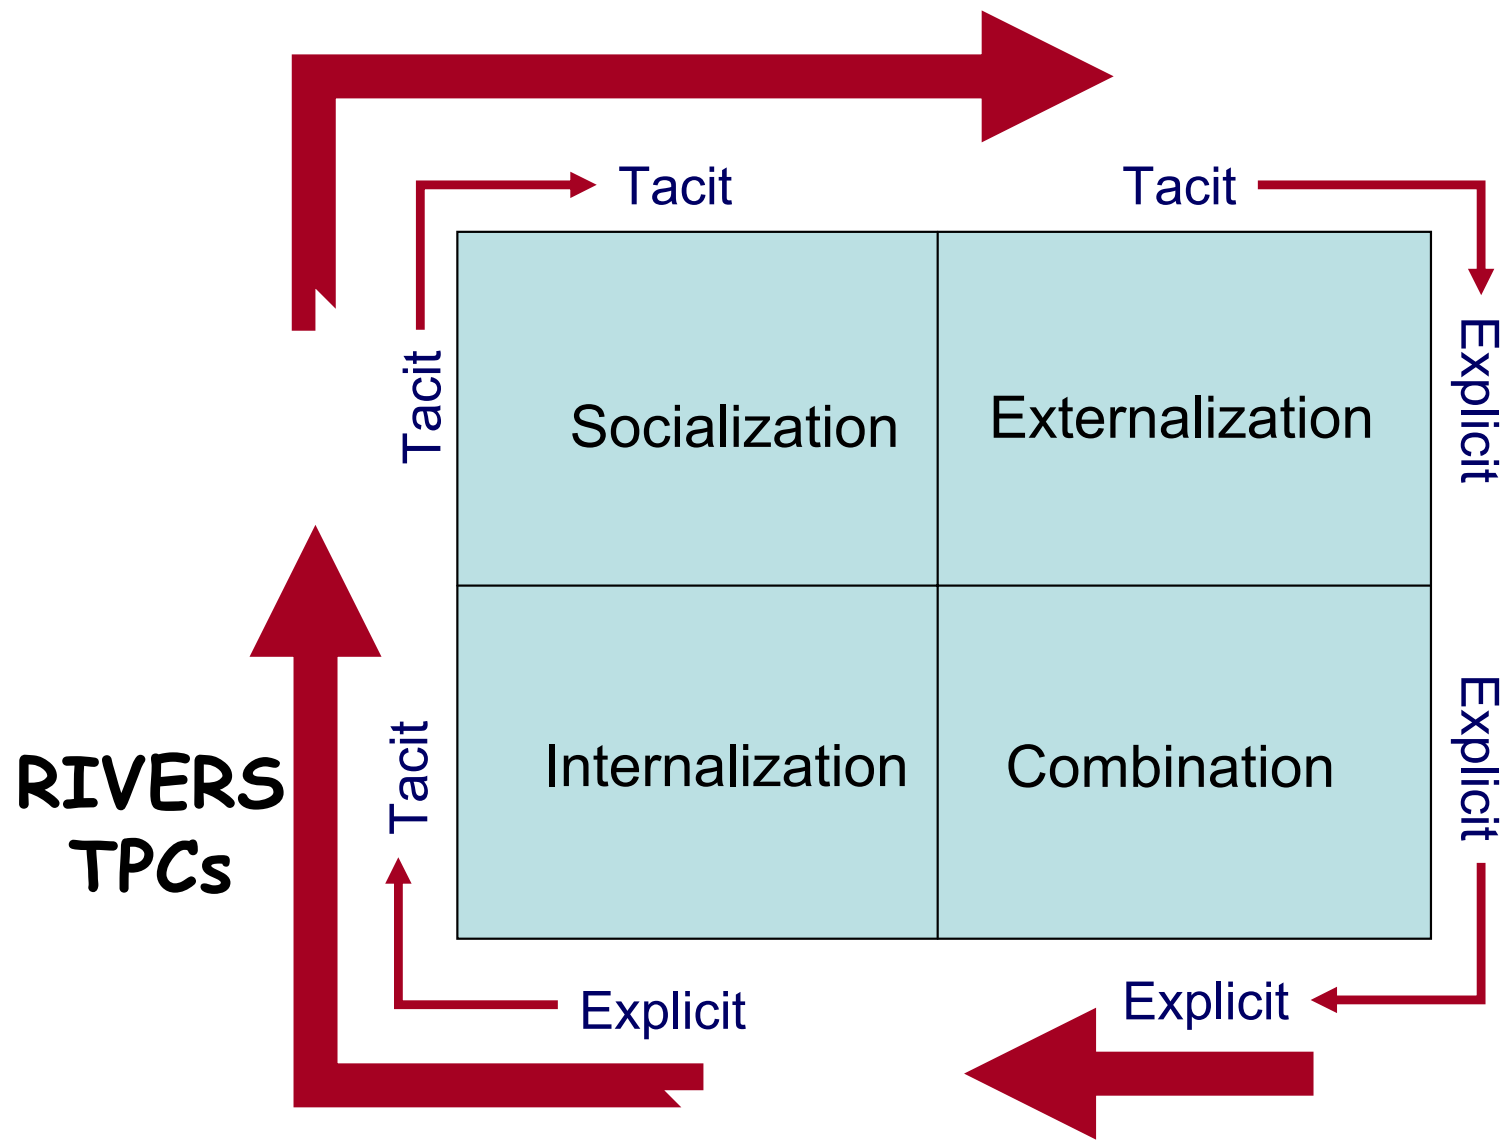 Tacit
Tacit
Tacit
Explicit
Socialization
Externalization
RIVERS
TPCs
Tacit
Internalization
Combination
Explicit
Explicit
Explicit